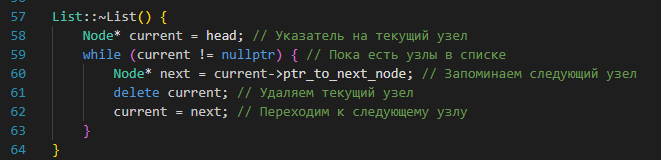 57 List::~List() {
58 Node* current = head; // Указатель на текущий узел
59 while (current != nullptr) { // Пока есть узлы в списке
60 Node* next = current->ptr_to_next_node; // Запоминаем следующий узел
61 delete current; // Удаляем текущий узел
62 current = next; // Переходим к следующему узлу
63 }
64 }